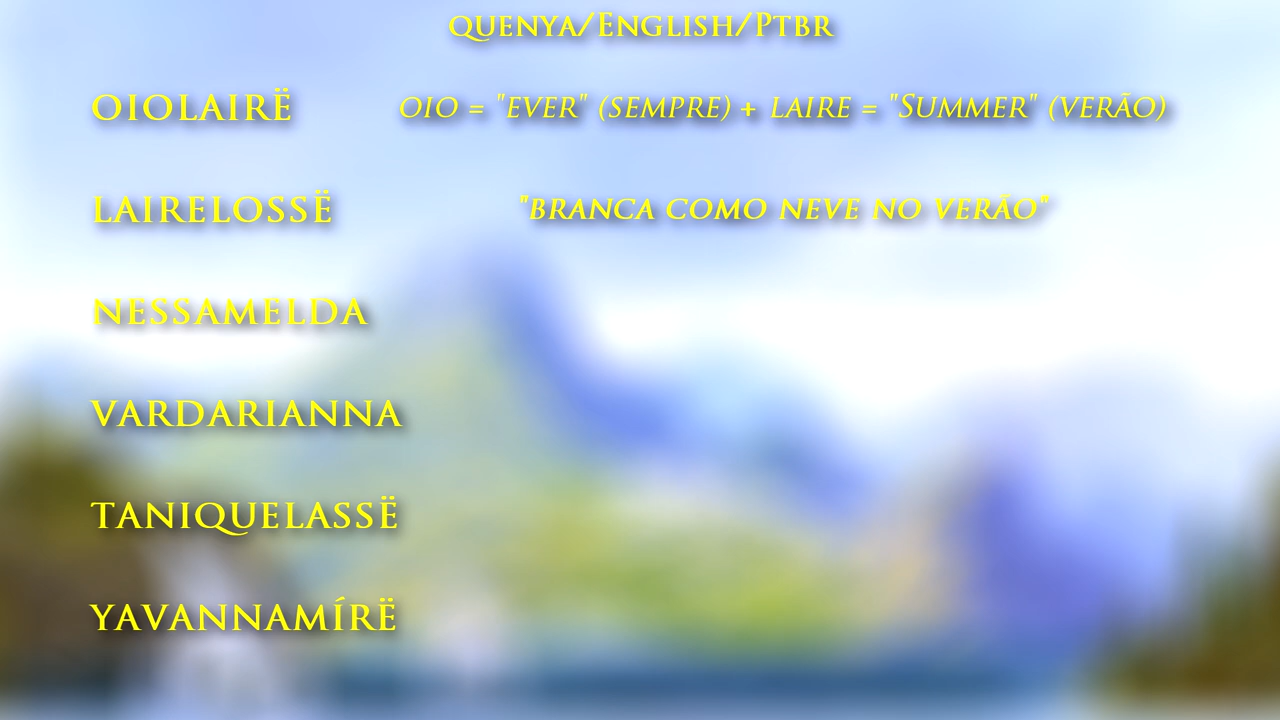 QUENYA/ENGLISH/PTBR
OIOLAIRË OIO = "EVER" (SEMPRE) + LAIRE = "SUMMER" (VERÃO)
LAIRELOSSË "BRANCA COMO NEVE NO VERÃO"
NESSAMELDA
VARDARIANNA
TANIQUELASSË
YAVANNAMÍRË